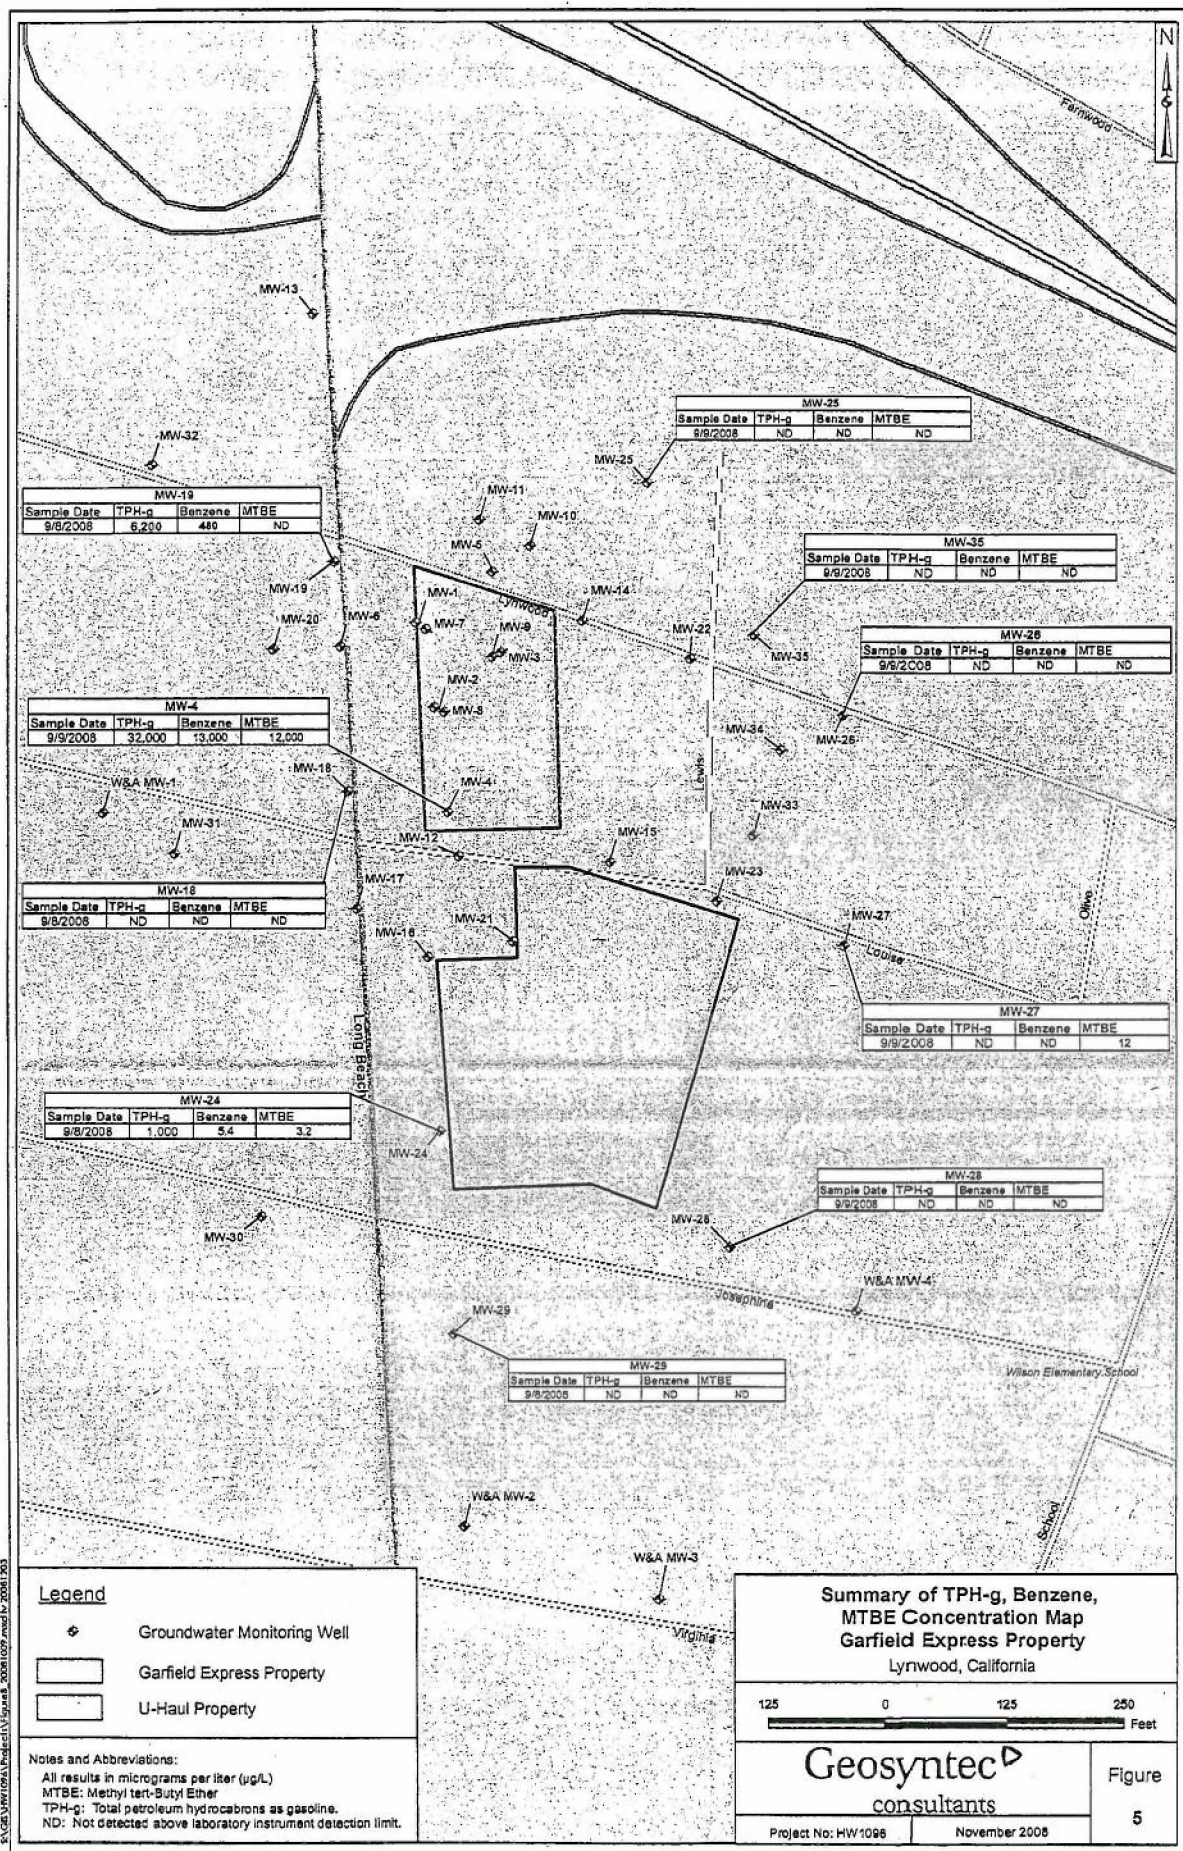 N
Fernwood
MW-13
MW-25
Sample Date TPH-g Benzene MTBE
9/9/2008 ND ND ND
MW-32
MW-25
MW-19
Sample Date TPH-g Benzene MTBE
9/8/2008 6,200 480 ND
MW-11
MW-10
MW-5
MW-35
Sample Date TPH-g Benzene MTBE
9/9/2008 ND ND ND
MW-19
MW-1
Lynwood
MW-14
MW-20
MW-6
MW-7
MW-9
MW-22
MW-3
MW-35
MW-26
Sample Date TPH-g Benzene MTBE
9/9/2008 ND ND ND
MW-2
MW-8
MW-4
Sample Date TPH-g Benzene MTBE
9/9/2008 32,000 13,000 12,000
MW-34
MW-26
MW-18
Lewis
W&A MW-1
MW-4
MW-33
MW-31
MW-12
MW-15
MW-18
Sample Date TPH-g Benzene MTBE
9/8/2008 ND ND ND
MW-17
MW-23
Olive
MW-21
MW-16
MW-27
Louise
MW-27
Sample Date TPH-g Benzene MTBE
9/9/2008 ND ND 12
Long Beach
MW-24
Sample Date TPH-g Benzene MTBE
9/8/2008 1,000 5.4 3.2
MW-24
MW-28
Sample Date TPH-g Benzene MTBE
9/9/2008 ND ND ND
MW-30
MW-28
W&A MW-4
Josephine
MW-29
MW-29
Sample Date TPH-g Benzene MTBE
9/8/2008 ND ND ND
Wilson Elementary School
W&A MW-2
School
W&A MW-3
Virginia
Legend
Groundwater Monitoring Well
Garfield Express Property
U-Haul Property
Notes and Abbreviations:
All results in micrograms per liter (µg/L)
MTBE: Methyl tert-Butyl Ether
TPH-g: Total petroleum hydrocabrons as gasoline.
ND: Not detected above laboratory instrument detection limit.
Summary of TPH-g, Benzene,
MTBE Concentration Map
Garfield Express Property
Lynwood, California
125 0 125 250
Feet
Geosyntec
consultants
Figure
5
Project No: HW1096
November 2008